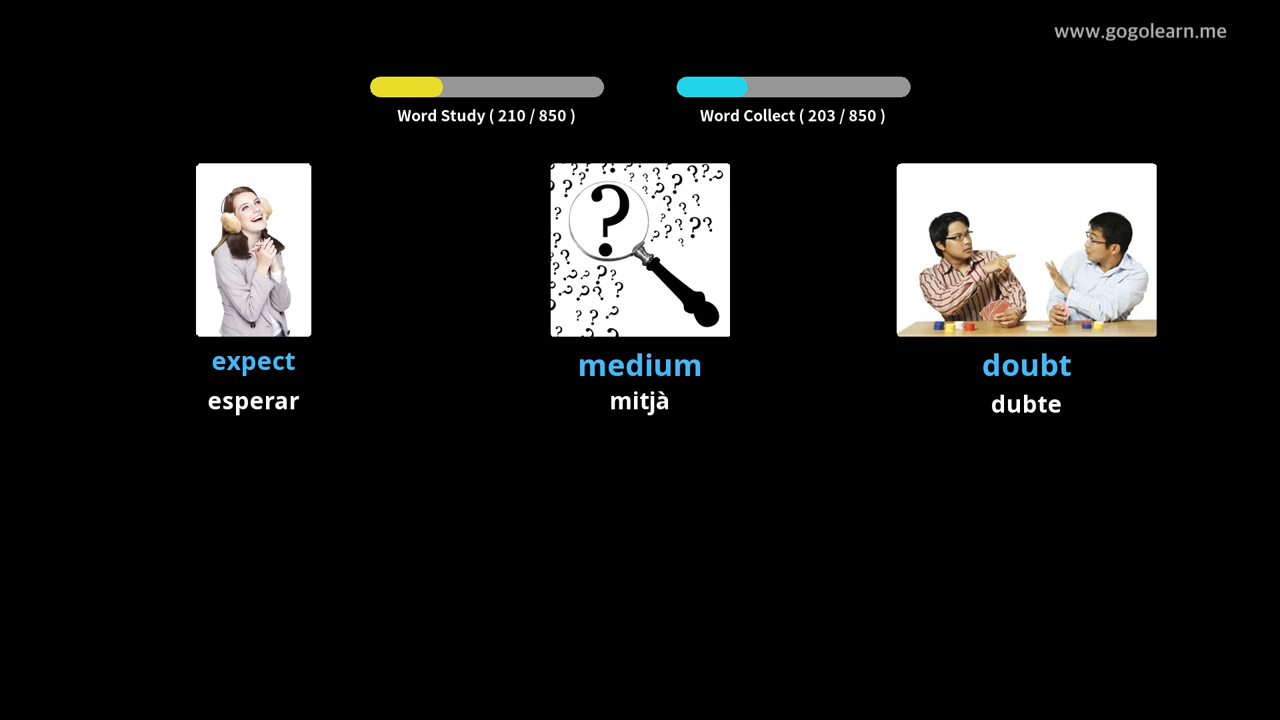 www.gogolearn.me
Word Study ( 210 / 850 )
Word Collect ( 203 / 850 )
expect
esperar
medium
mitjà
doubt
dubte